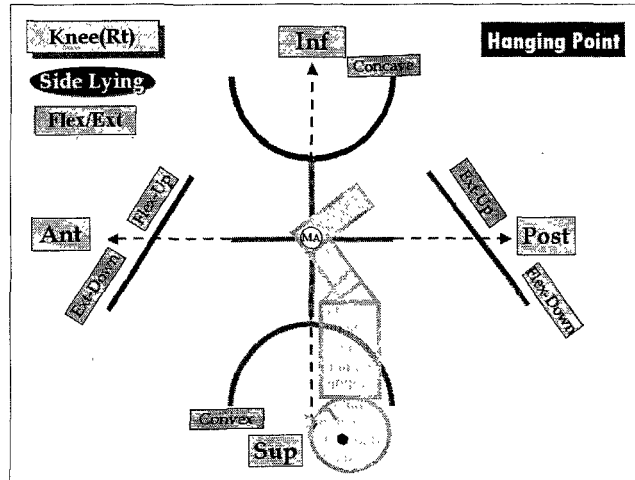 Knee(Rt)
Inf
Hanging Point
Side Lying
Concave
Flex/Ext
Flex-Up
Ext-Up
Ant
MA
Post
Ext-Down
Flex-Down
Convex
Sup